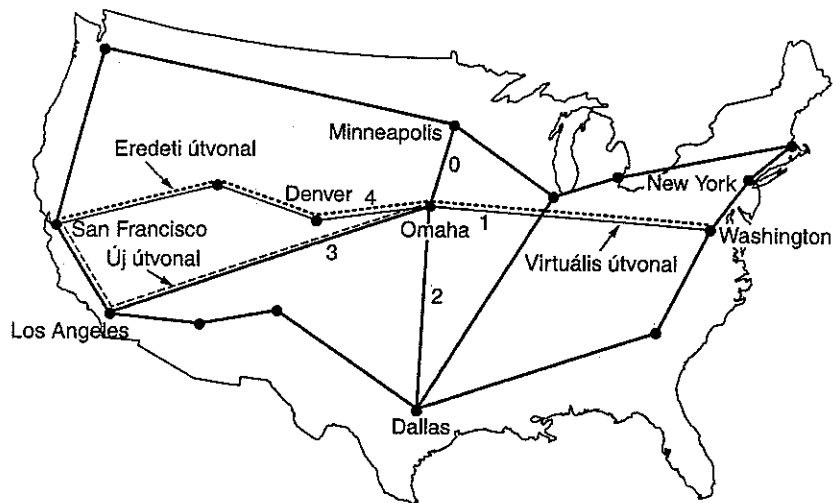 Minneapolis
Eredeti útvonal
0
Denver
4
New York
San Francisco
Omaha
1
Washington
Új útvonal
3
Virtuális útvonal
2
Los Angeles
Dallas